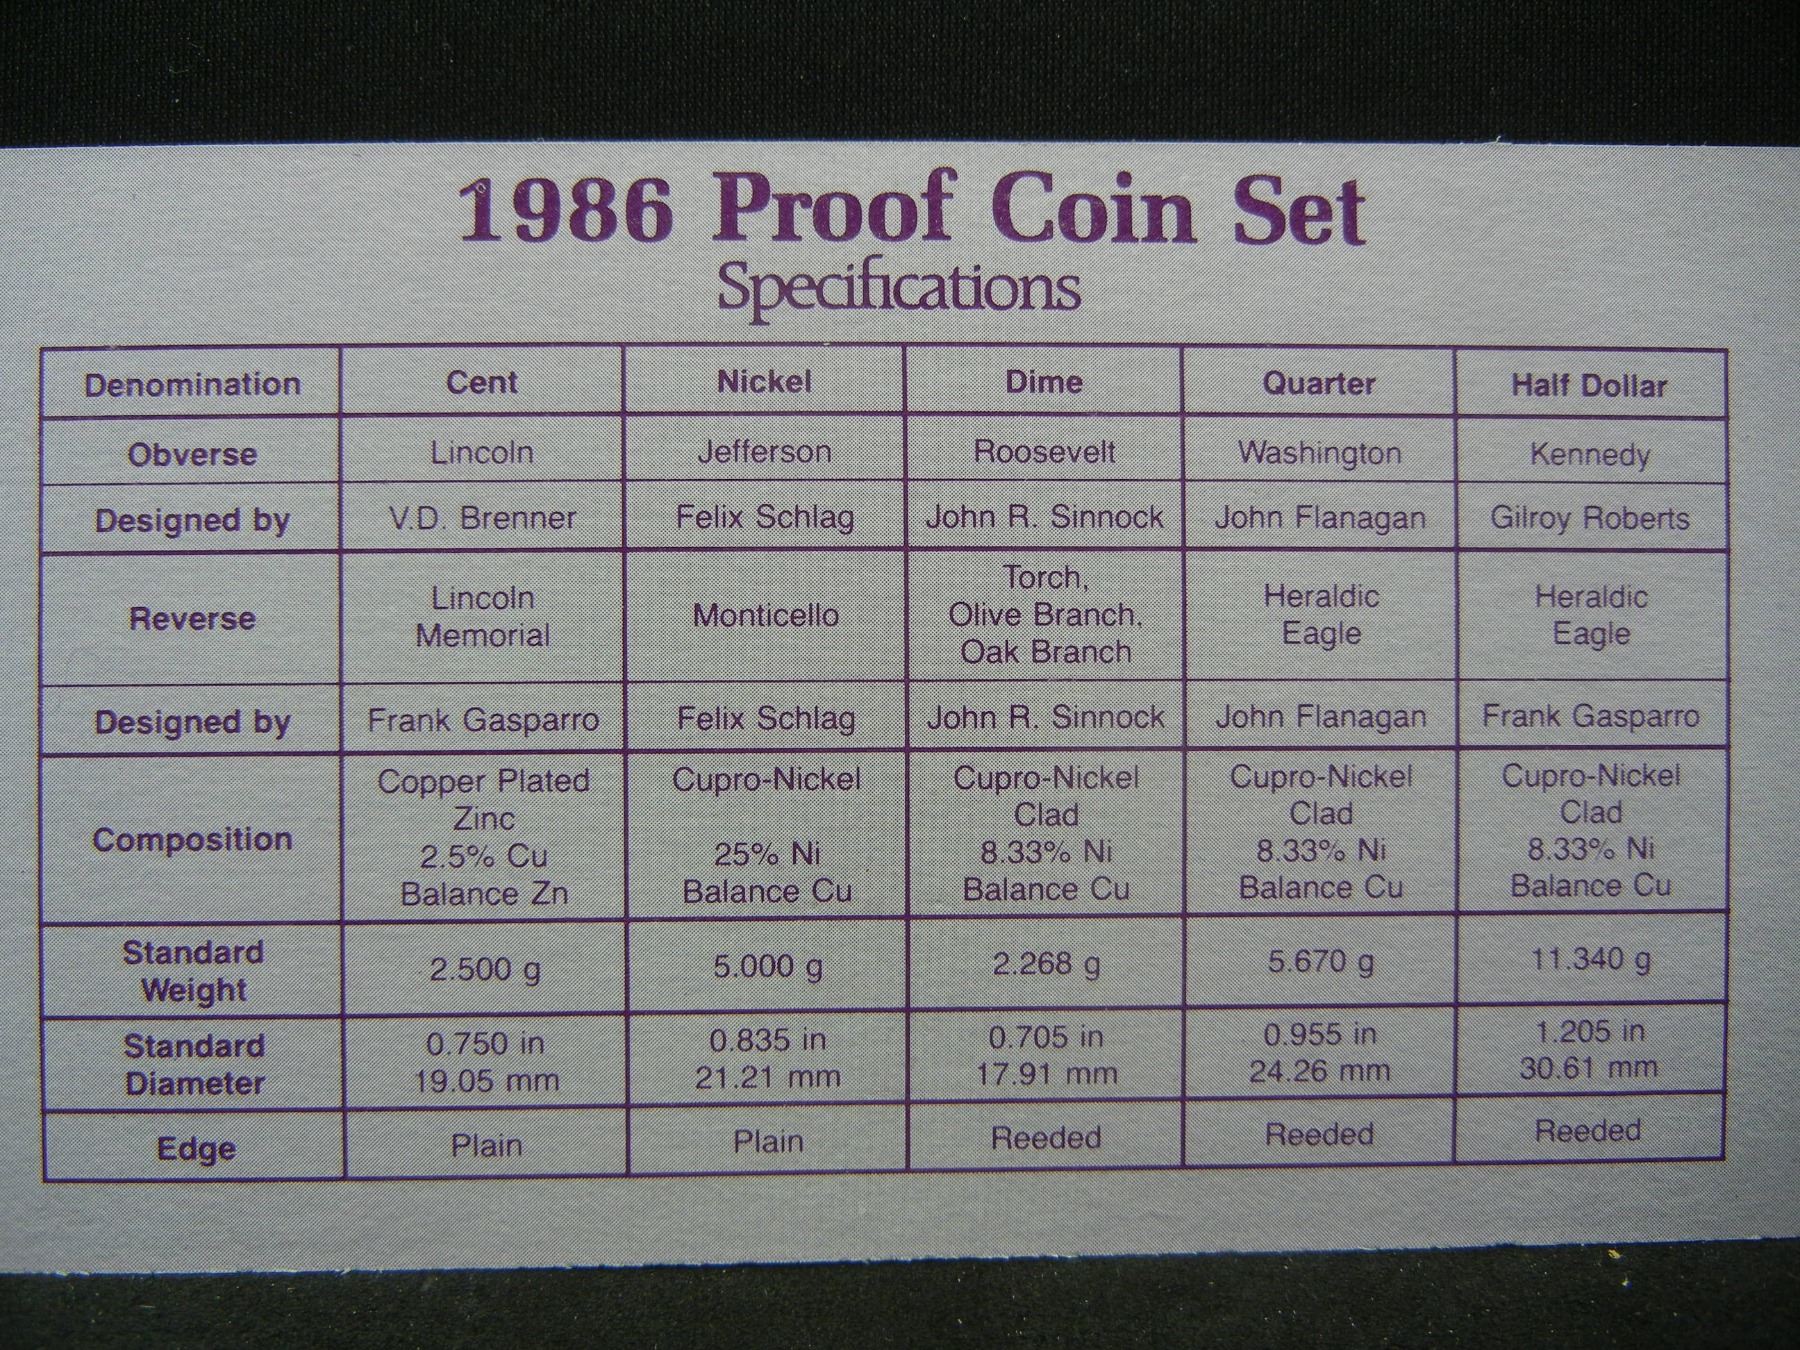 1986 Proof Coin Set
Specifications
Denomination Cent Nickel Dime Quarter Half Dollar
Obverse Lincoln Jefferson Roosevelt Washington Kennedy
Designed by V.D. Brenner Felix Schlag John R. Sinnock John Flanagan Gilroy Roberts
Reverse
Lincoln
Memorial
Monticello
Torch,
Olive Branch,
Oak Branch
Heraldic
Eagle
Heraldic
Eagle
Designed by Frank Gasparro Felix Schlag John R. Sinnock John Flanagan Frank Gasparro
Composition
Copper Plated
Zinc
2.5% Cu
Balance Zn
Cupro-Nickel
25% Ni
Balance Cu
Cupro-Nickel
Clad
8.33% Ni
Balance Cu
Cupro-Nickel
Clad
8.33% Ni
Balance Cu
Cupro-Nickel
Clad
8.33% Ni
Balance Cu
Standard
Weight
2.500 g 5.000 g 2.268 g 5.670 g 11.340 g
Standard
Diameter
0.750 in
19.05 mm
0.835 in
21.21 mm
0.705 in
17.91 mm
0.955 in
24.26 mm
1.205 in
30.61 mm
Edge Plain Plain Reeded Reeded Reeded